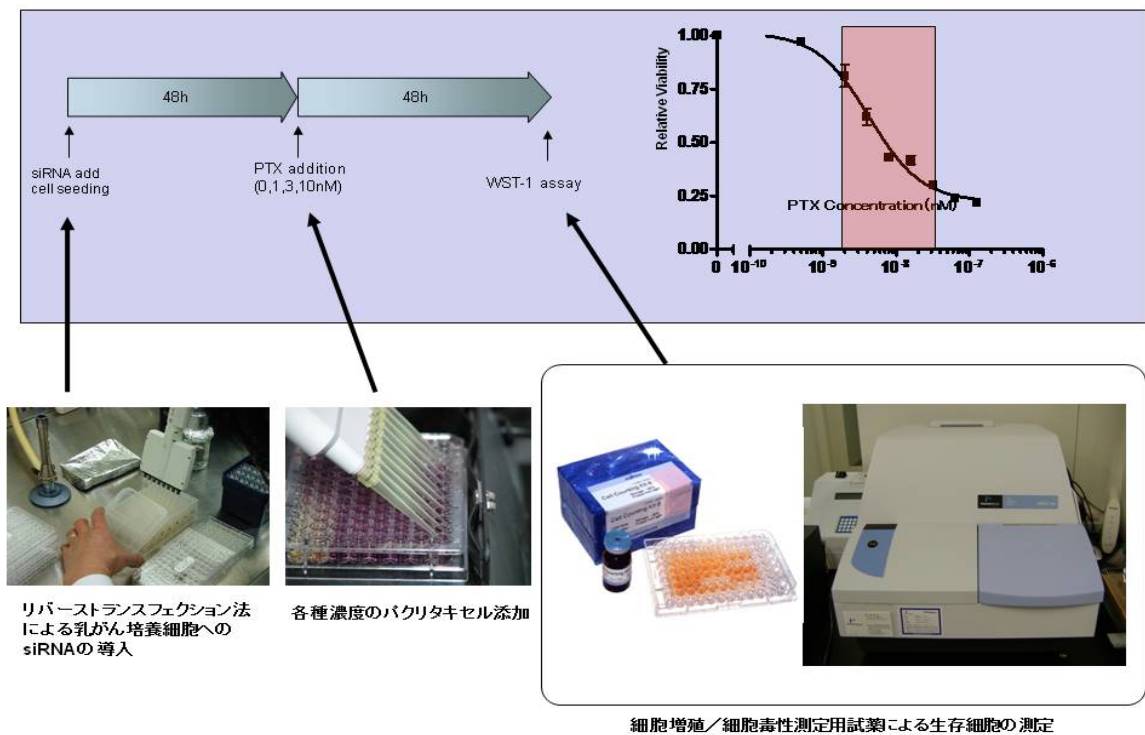 48h
48h
siRNA add
cell seeding
PTX addition
(0,1,3,10nM)
WST-1 assay
Relative Viability
1.00
0.75
0.50
0.25
0.00
PTX Concentration (nM)
0
10⁻¹⁰
10⁻⁹
10⁻⁸
10⁻⁷
10⁻⁶
Cell Counting Kit-8
Cell Counting Kit-8
リバーストランスフェクション法
による乳がん培養細胞への
siRNAの導入
各種濃度のパクリタキセル添加
細胞増殖/細胞毒性測定用試薬による生存細胞の測定